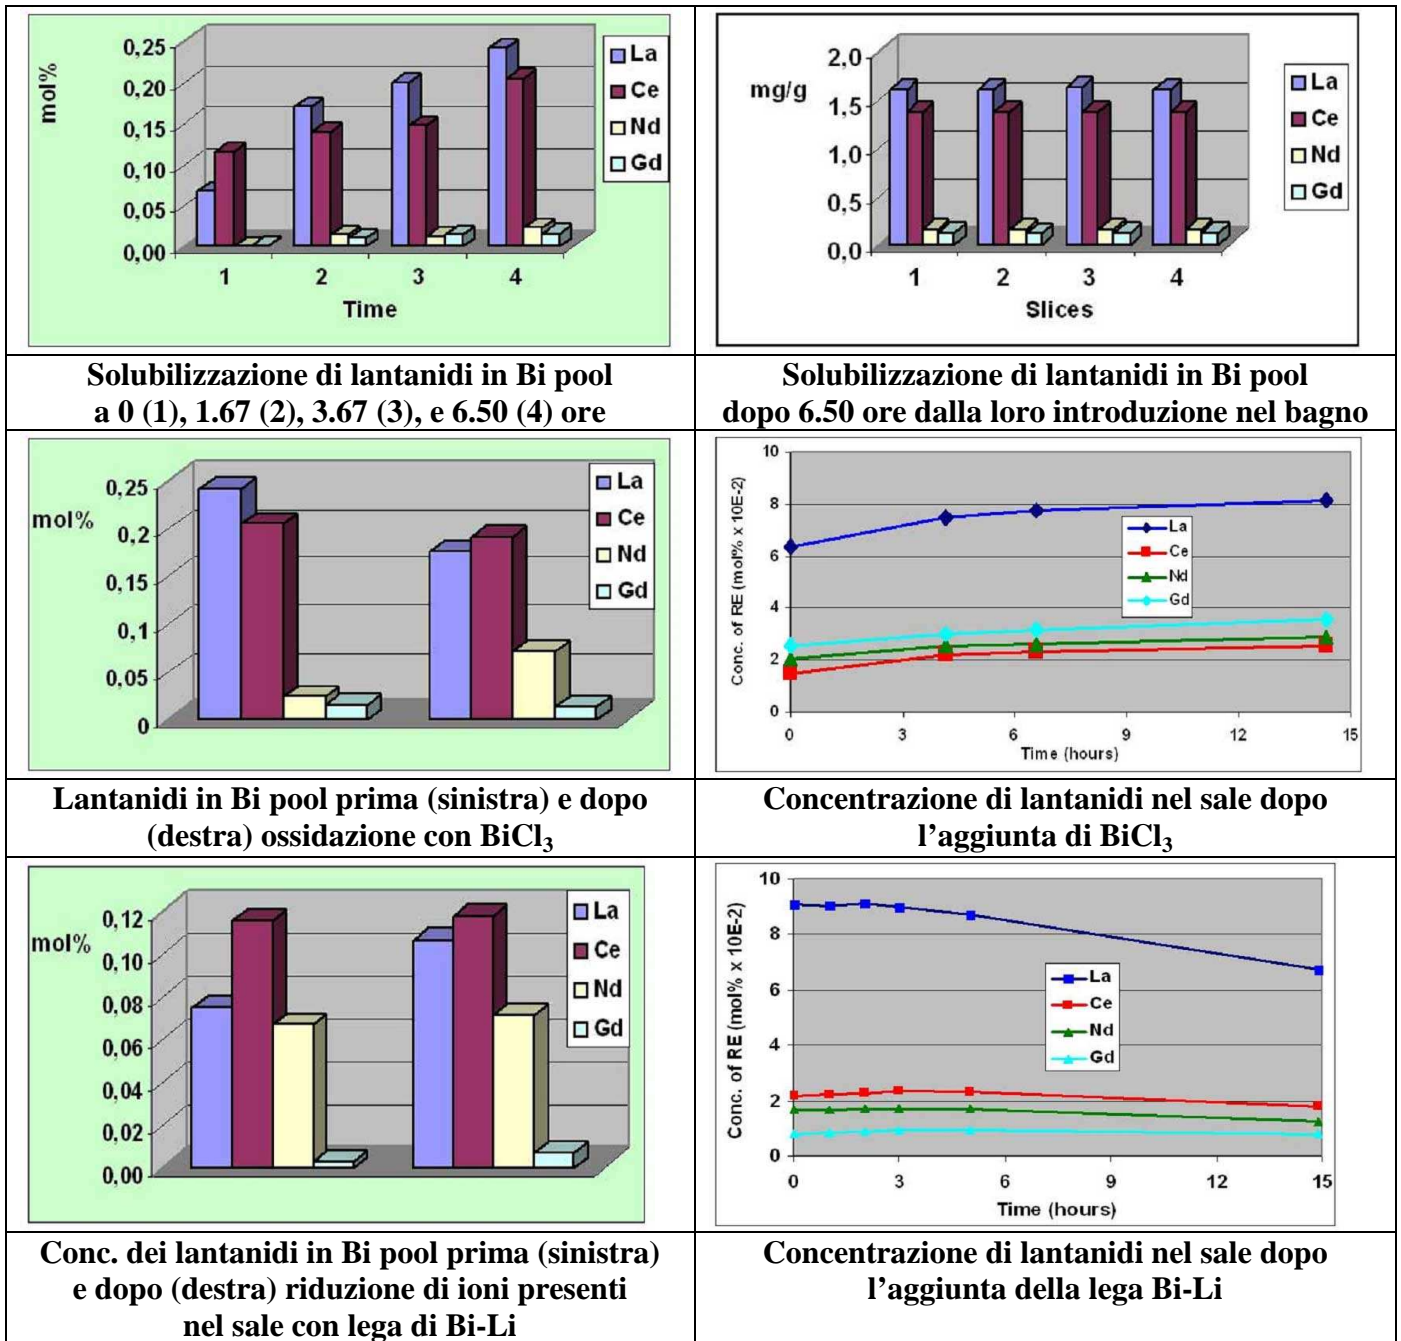 mol%
0,25
0,20
0,15
0,10
0,05
0,00
1 2 3 4
Time
La
Ce
Nd
Gd
mg/g
2.0
1.5
1.0
0.5
0.0
1 2 3 4
Slices
La
Ce
Nd
Gd
Solubilizzazione di lantanidi in Bi pool
a 0 (1), 1.67 (2), 3.67 (3), e 6.50 (4) ore
Solubilizzazione di lantanidi in Bi pool
dopo 6.50 ore dalla loro introduzione nel bagno
mol%
0,25
0,2
0,15
0,1
0,05
0
La
Ce
Nd
Gd
Conc. of RE (mol% x 10E-2)
10
8
6
4
2
0
0 3 6 9 12 15
Time (hours)
La
Ce
Nd
Gd
Lantanidi in Bi pool prima (sinistra) e dopo
(destra) ossidazione con BiCl₃
Concentrazione di lantanidi nel sale dopo
l’aggiunta di BiCl₃
mol%
0,12
0,10
0,08
0,06
0,04
0,02
0,00
La
Ce
Nd
Gd
Conc. of RE (mol% x 10E-2)
10
8
6
4
2
0
0 3 6 9 12 15
Time (hours)
La
Ce
Nd
Gd
Conc. dei lantanidi in Bi pool prima (sinistra)
e dopo (destra) riduzione di ioni presenti
nel sale con lega di Bi-Li
Concentrazione di lantanidi nel sale dopo
l’aggiunta della lega Bi-Li